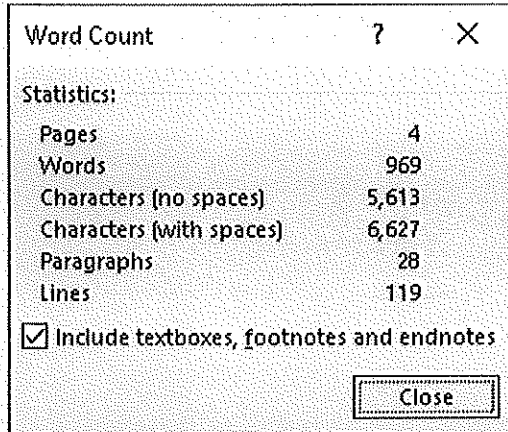 Word Count ? ×
Statistics:
Pages 4
Words 969
Characters (no spaces) 5,613
Characters (with spaces) 6,627
Paragraphs 28
Lines 119
Include textboxes, footnotes and endnotes
Close